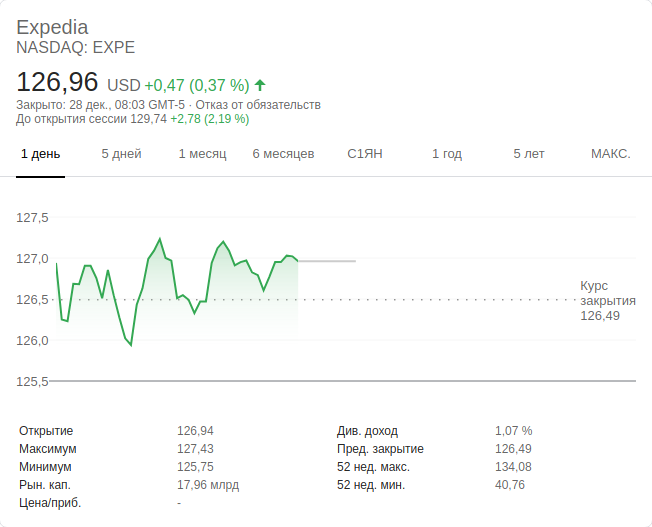 Expedia
NASDAQ: EXPE
126,96 USD +0,47 (0,37 %)
Закрыто: 28 дек., 08:03 GMT-5 · Отказ от обязательств
До открытия сессии 129,74 +2,78 (2,19 %)
1 день 5 дней 1 месяц 6 месяцев С1ЯН 1 год 5 лет МАКС.
127,5
127,0
126,5
126,0
125,5
Курс
закрытия
126,49
Открытие 126,94 Див. доход 1,07 %
Максимум 127,43 Пред. закрытие 126,49
Минимум 125,75 52 нед. макс. 134,08
Рын. кап. 17,96 млрд 52 нед. мин. 40,76
Цена/приб. -